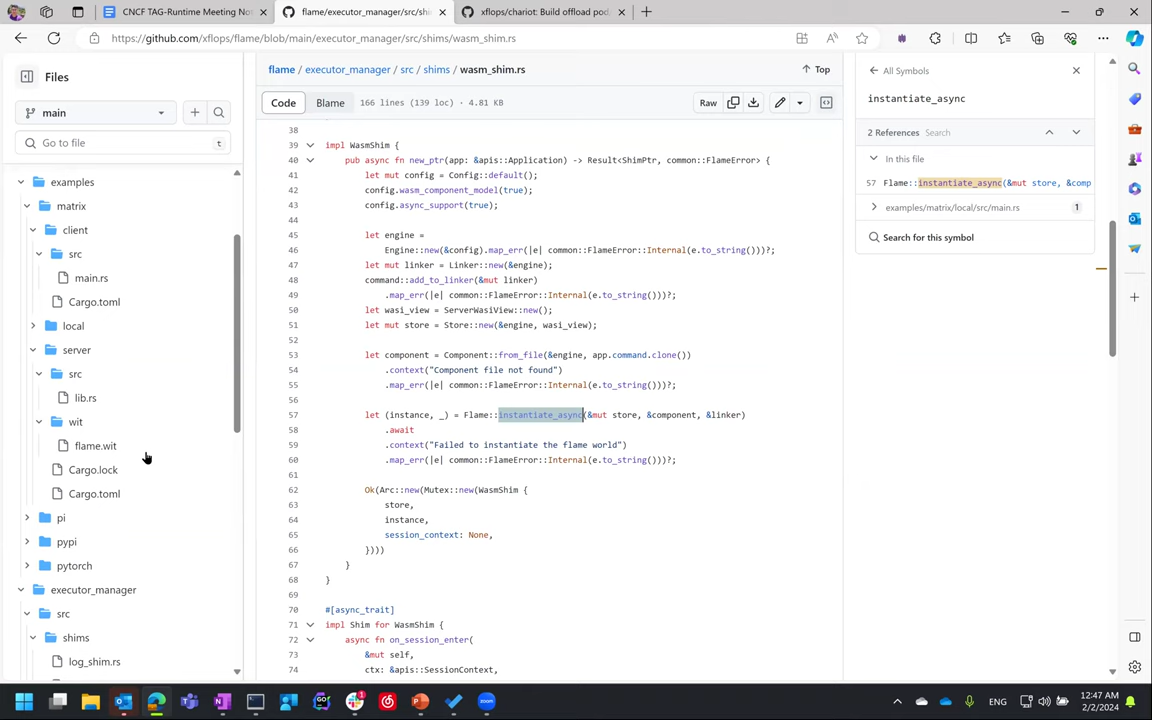 CNCF TAG-Runtime Meeting Not
flame/executor_manager/src/shim
xflops/chariot: Build offload pod
https://github.com/xflops/flame/blob/main/executor_manager/src/shims/wasm_shim.rs
Files
main
Go to file
t
examples
matrix
client
src
main.rs
Cargo.toml
local
server
src
lib.rs
wit
flame.wit
Cargo.lock
Cargo.toml
pi
pypi
pytorch
executor_manager
src
shims
log_shim.rs
flame / executor_manager / src / shims / wasm_shim.rs
Top
Code Blame 166 lines (139 loc) · 4.81 KB
Raw
38
39 impl WasmShim {
40 pub async fn new_ptr(app: &apis::Application) -> Result<ShimPtr, common::FlameError> {
41 let mut config = Config::default();
42 config.wasm_component_model(true);
43 config.async_support(true);
44
45 let engine =
46 Engine::new(&config).map_err(|e| common::FlameError::Internal(e.to_string()))?;
47 let mut linker = Linker::new(&engine);
48 command::add_to_linker(&mut linker)
49 .map_err(|e| common::FlameError::Internal(e.to_string()))?;
50 let wasi_view = ServerWasiView::new();
51 let mut store = Store::new(&engine, wasi_view);
52
53 let component = Component::from_file(&engine, app.command.clone())
54 .context("Component file not found")
55 .map_err(|e| common::FlameError::Internal(e.to_string()))?;
56
57 let (instance, _) = Flame::instantiate_async(&mut store, &component, &linker)
58 .await
59 .context("Failed to instantiate the flame world")
60 .map_err(|e| common::FlameError::Internal(e.to_string()))?;
61
62 Ok(Arc::new(Mutex::new(WasmShim {
63 store,
64 instance,
65 session_context: None,
66 })))
67 }
68 }
69
70 #[async_trait]
71 impl Shim for WasmShim {
72 async fn on_session_enter(
73 &mut self,
74 ctx: &apis::SessionContext,
All Symbols
instantiate_async
2 References Search
In this file
57 Flame::instantiate_async(&mut store, &comp
examples/matrix/local/src/main.rs 1
Search for this symbol
ENG
12:47 AM
2/2/2024